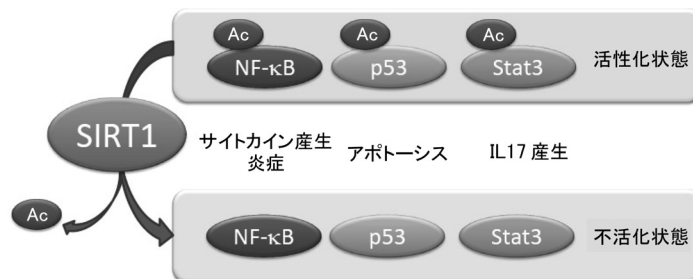 Ac Ac Ac
NF-κB p53 Stat3 活性化状態
SIRT1
サイトカイン産生 アポトーシス IL17 産生
炎症
Ac
NF-κB p53 Stat3 不活化状態